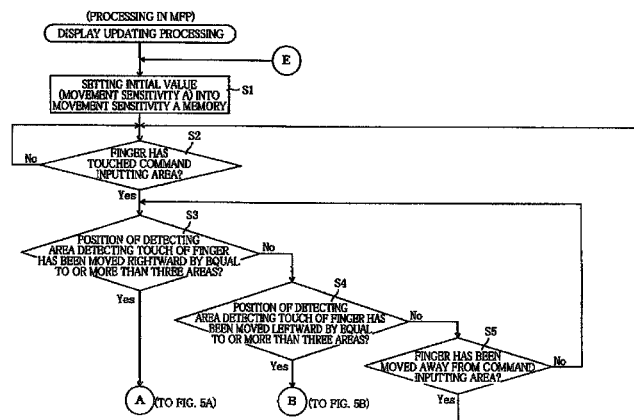 (PROCESSING IN MFP)
DISPLAY UPDATING PROCESSING
E
SETTING INITIAL VALUE
(MOVEMENT SENSITIVITY A) INTO
MOVEMENT SENSITIVITY A MEMORY
S1
S2
FINGER HAS
TOUCHED COMMAND
INPUTTING AREA?
No
Yes
S3
POSITION OF DETECTING
AREA DETECTING TOUCH OF FINGER
HAS BEEN MOVED RIGHTWARD BY EQUAL
TO OR MORE THAN THREE AREAS?
No
Yes
S4
POSITION OF DETECTING
AREA DETECTING TOUCH OF FINGER HAS
BEEN MOVED LEFTWARD BY EQUAL
TO OR MORE THAN THREE AREAS?
No
Yes
S5
FINGER HAS BEEN
MOVED AWAY FROM COMMAND
INPUTTING AREA?
No
Yes
A
(TO FIG. 5A)
B
(TO FIG. 5B)